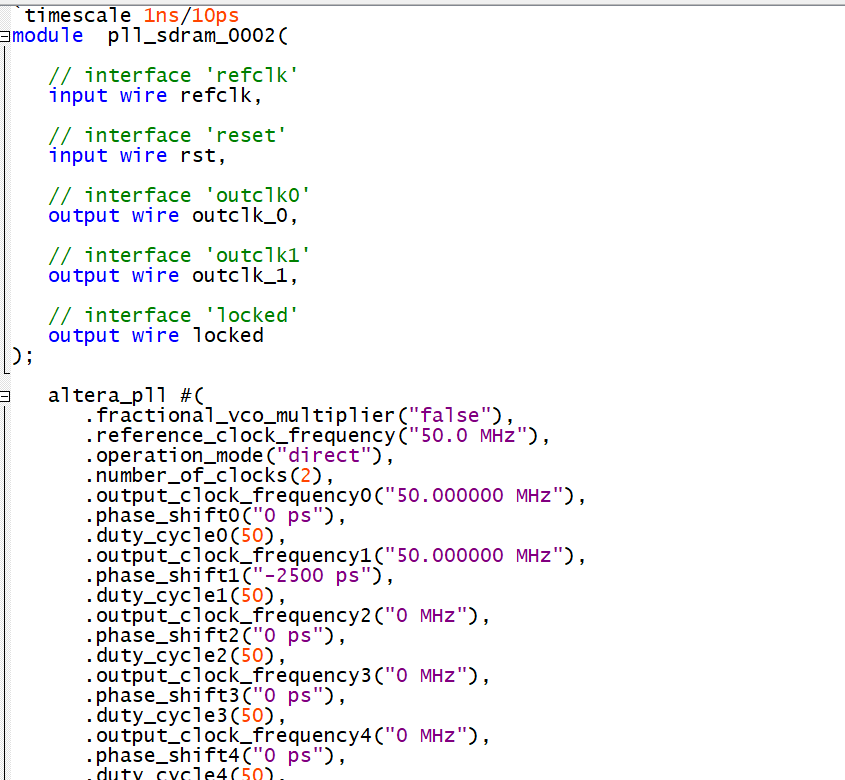 `timescale 1ns/10ps
module  pll_sdram_0002(
// interface 'refclk'
input wire refclk,
// interface 'reset'
input wire rst,
// interface 'outclk0'
output wire outclk_0,
// interface 'outclk1'
output wire outclk_1,
// interface 'locked'
output wire locked
);
altera_pll #(
.fractional_vco_multiplier("false"),
.reference_clock_frequency("50.0 MHz"),
.operation_mode("direct"),
.number_of_clocks(2),
.output_clock_frequency0("50.000000 MHz"),
.phase_shift0("0 ps"),
.duty_cycle0(50),
.output_clock_frequency1("50.000000 MHz"),
.phase_shift1("-2500 ps"),
.duty_cycle1(50),
.output_clock_frequency2("0 MHz"),
.phase_shift2("0 ps"),
.duty_cycle2(50),
.output_clock_frequency3("0 MHz"),
.phase_shift3("0 ps"),
.duty_cycle3(50),
.output_clock_frequency4("0 MHz"),
.phase_shift4("0 ps"),
.duty_cycle4(50),